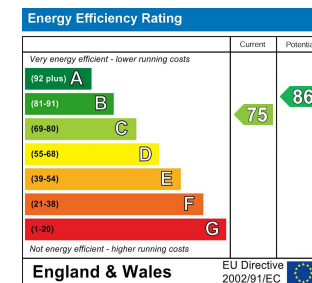 Energy Efficiency Rating
Current Potentia
Very energy efficient - lower running costs
(92 plus) A
(81-91) B
(69-80) C
(55-68) D
(39-54) E
(21-38) F
(1-20) G
75
86
Not energy efficient - higher running costs
England & Wales
EU Directive
2002/91/EC